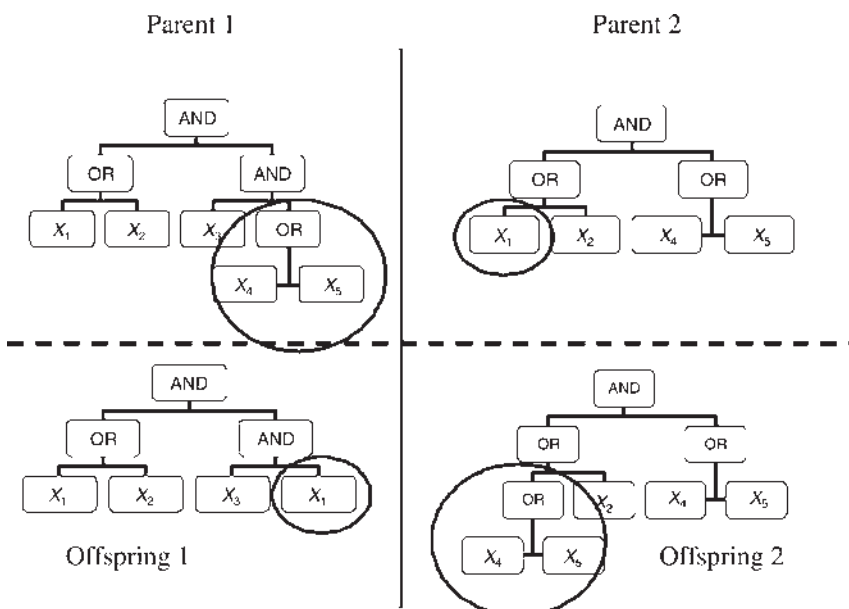 Parent 1
AND
OR AND
X₁ X₂ X₃ OR
X₄ X₅
Parent 2
AND
OR OR
X₁ X₂ X₄ X₅
AND
OR AND
X₁ X₂ X₃ X₁
Offspring 1
AND
OR OR
OR X₂ X₄ X₅
X₄ X₅
Offspring 2